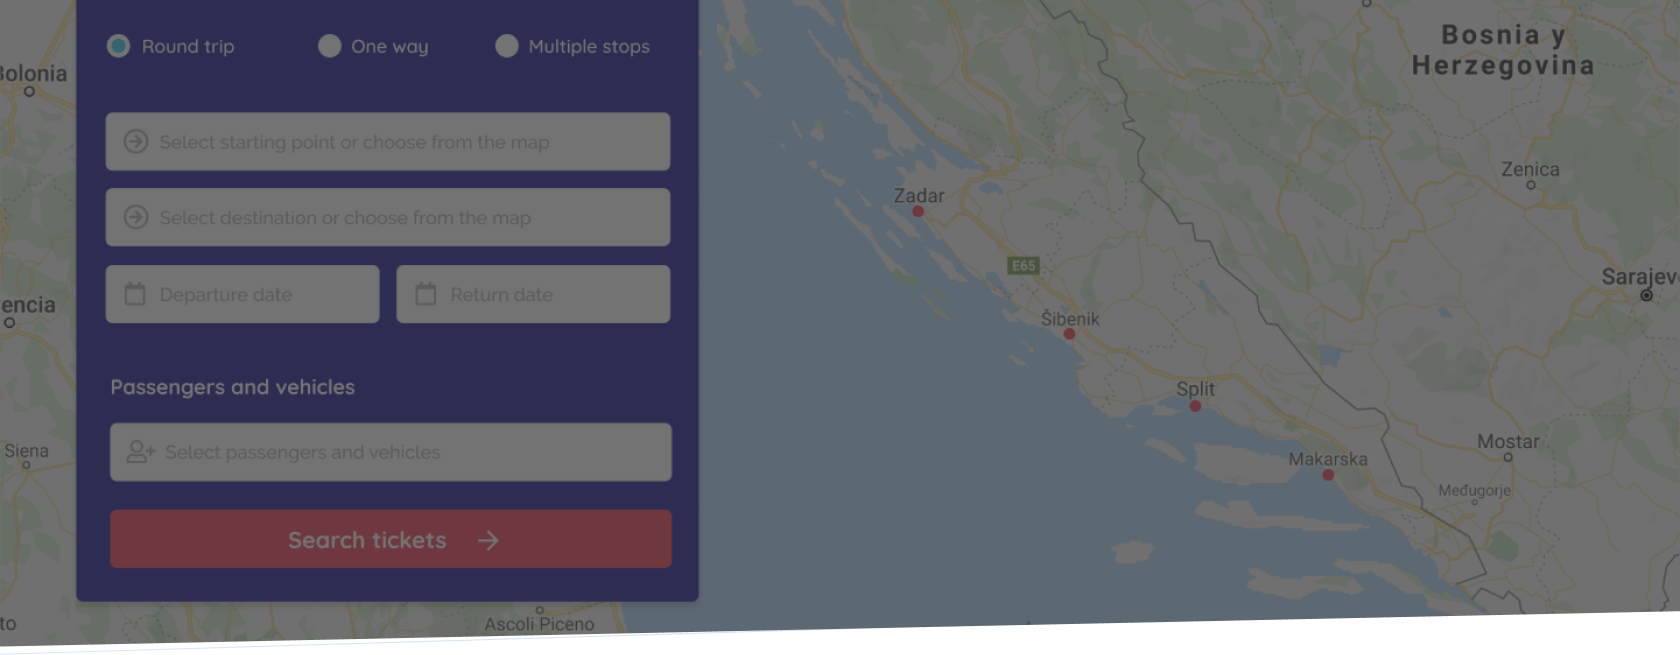 Round trip
One way
Multiple stops
Select starting point or choose from the map
Select destination or choose from the map
Departure date
Return date
Passengers and vehicles
Select passengers and vehicles
Search tickets
Bolonia
encia
Siena
to
Ascoli Piceno
Bosnia y
Herzegovina
Zenica
Zadar
E65
Sarajev
Šibenik
Split
Mostar
Makarska
Međugorje